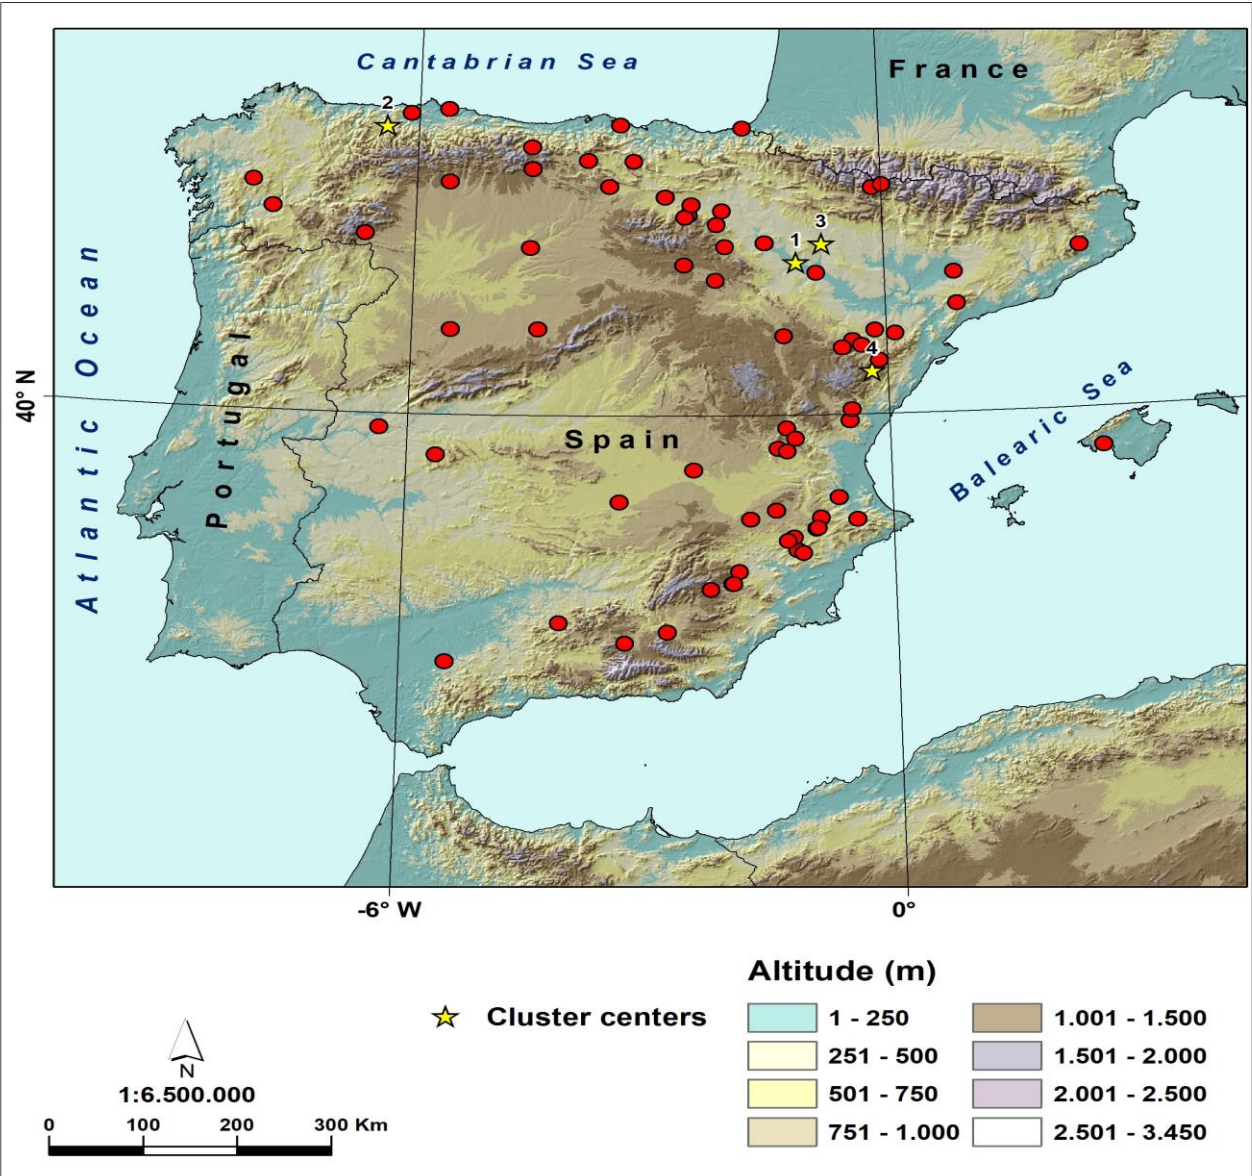 Cantabrian Sea
France
2
3
1
4
Atlantic Ocean
Portugal
Spain
Balearic Sea
40° N
-6° W
0°
Altitude (m)
Cluster centers
1 - 250
251 - 500
501 - 750
751 - 1.000
1.001 - 1.500
1.501 - 2.000
2.001 - 2.500
2.501 - 3.450
N
1:6.500.000
0 100 200 300 Km